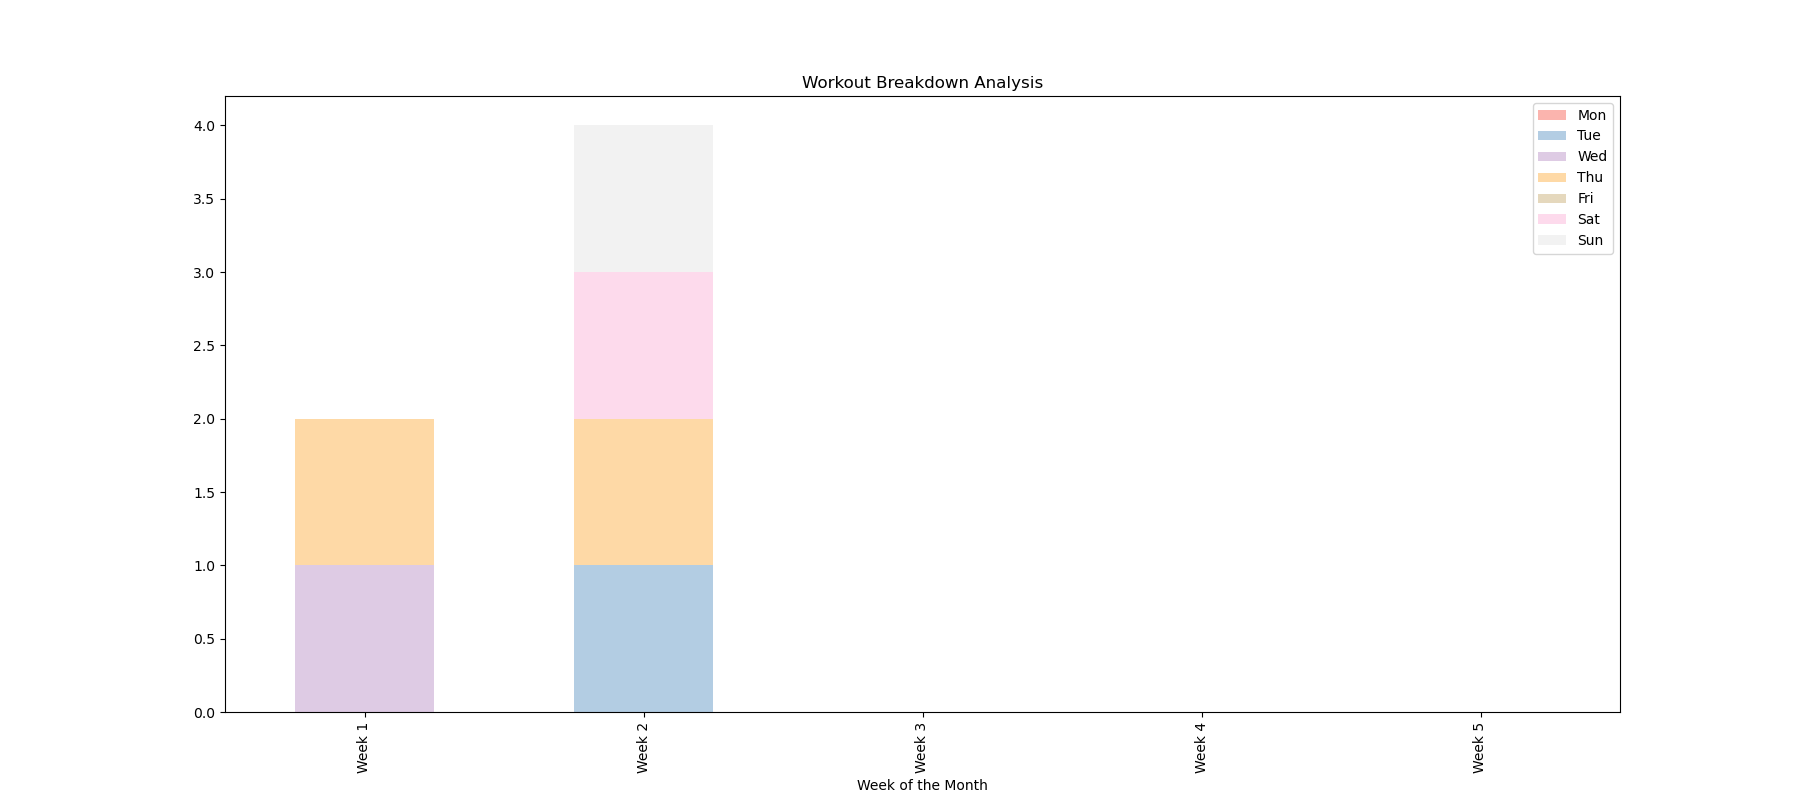 Workout Breakdown Analysis
4.0
3.5
3.0
2.5
2.0
1.5
1.0
0.5
0.0
Mon
Tue
Wed
Thu
Fri
Sat
Sun
Week 1
Week 2
Week 3
Week 4
Week 5
Week of the Month